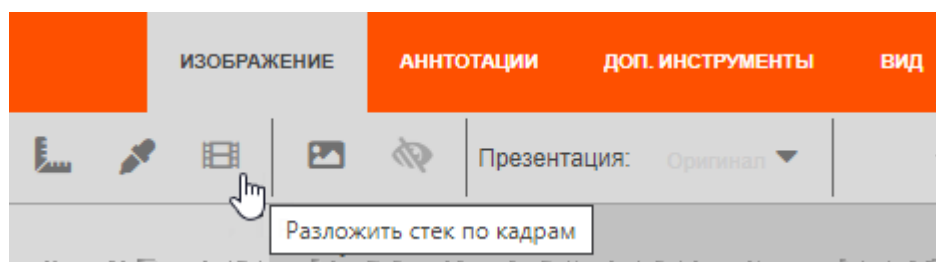 ИЗОБРАЖЕНИЕ АННТОТАЦИИ ДОП. ИНСТРУМЕНТЫ ВИД
Презентация: Оригинал
Разложить стек по кадрам